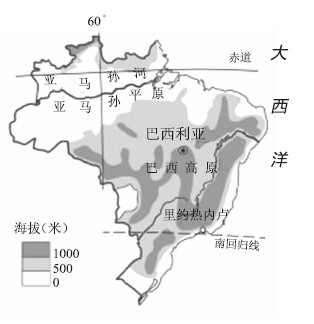 60°
赤道
大西洋
亚马孙河
亚马孙平原
巴西利亚
巴西高原
里约热内卢
南回归线
海拔(米)
1000
500
0